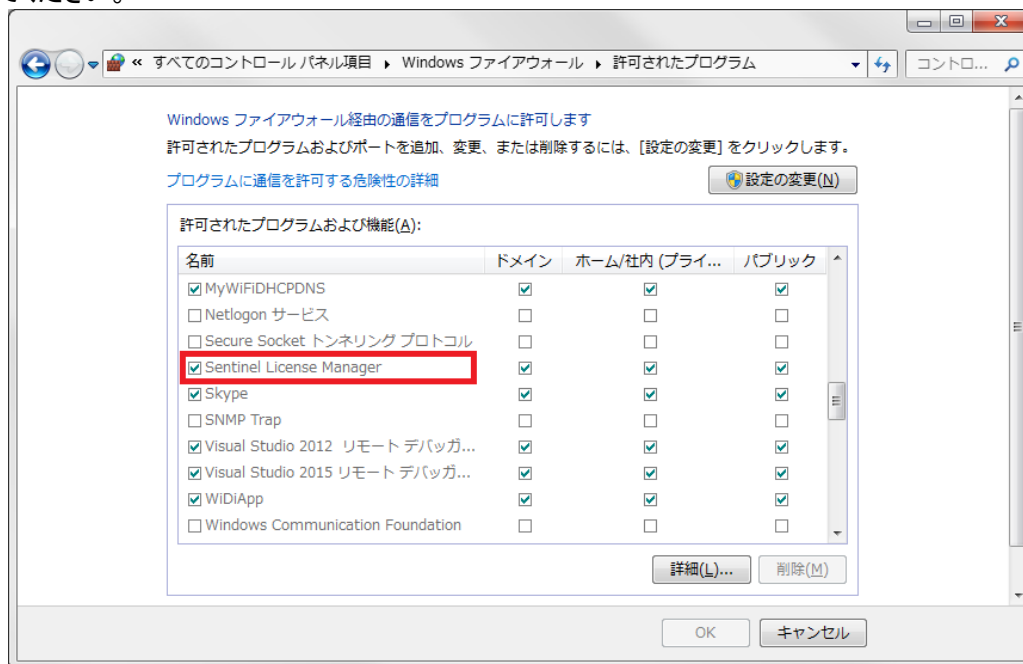 ください。
« すべてのコントロール パネル項目 ▸ Windows ファイアウォール ▸ 許可されたプログラム コントロ...
Windows ファイアウォール経由の通信をプログラムに許可します
許可されたプログラムおよびポートを追加、変更、または削除するには、[設定の変更] をクリックします。
プログラムに通信を許可する危険性の詳細 設定の変更(N)
許可されたプログラムおよび機能(A):
名前 ドメイン ホーム/社内 (プライ... パブリック
MyWiFiDHCPDNS
Netlogon サービス
Secure Socket トンネリング プロトコル
Sentinel License Manager
Skype
SNMP Trap
Visual Studio 2012 リモート デバッガ...
Visual Studio 2015 リモート デバッガ...
WiDiApp
Windows Communication Foundation
詳細(L)... 削除(M)
OK キャンセル